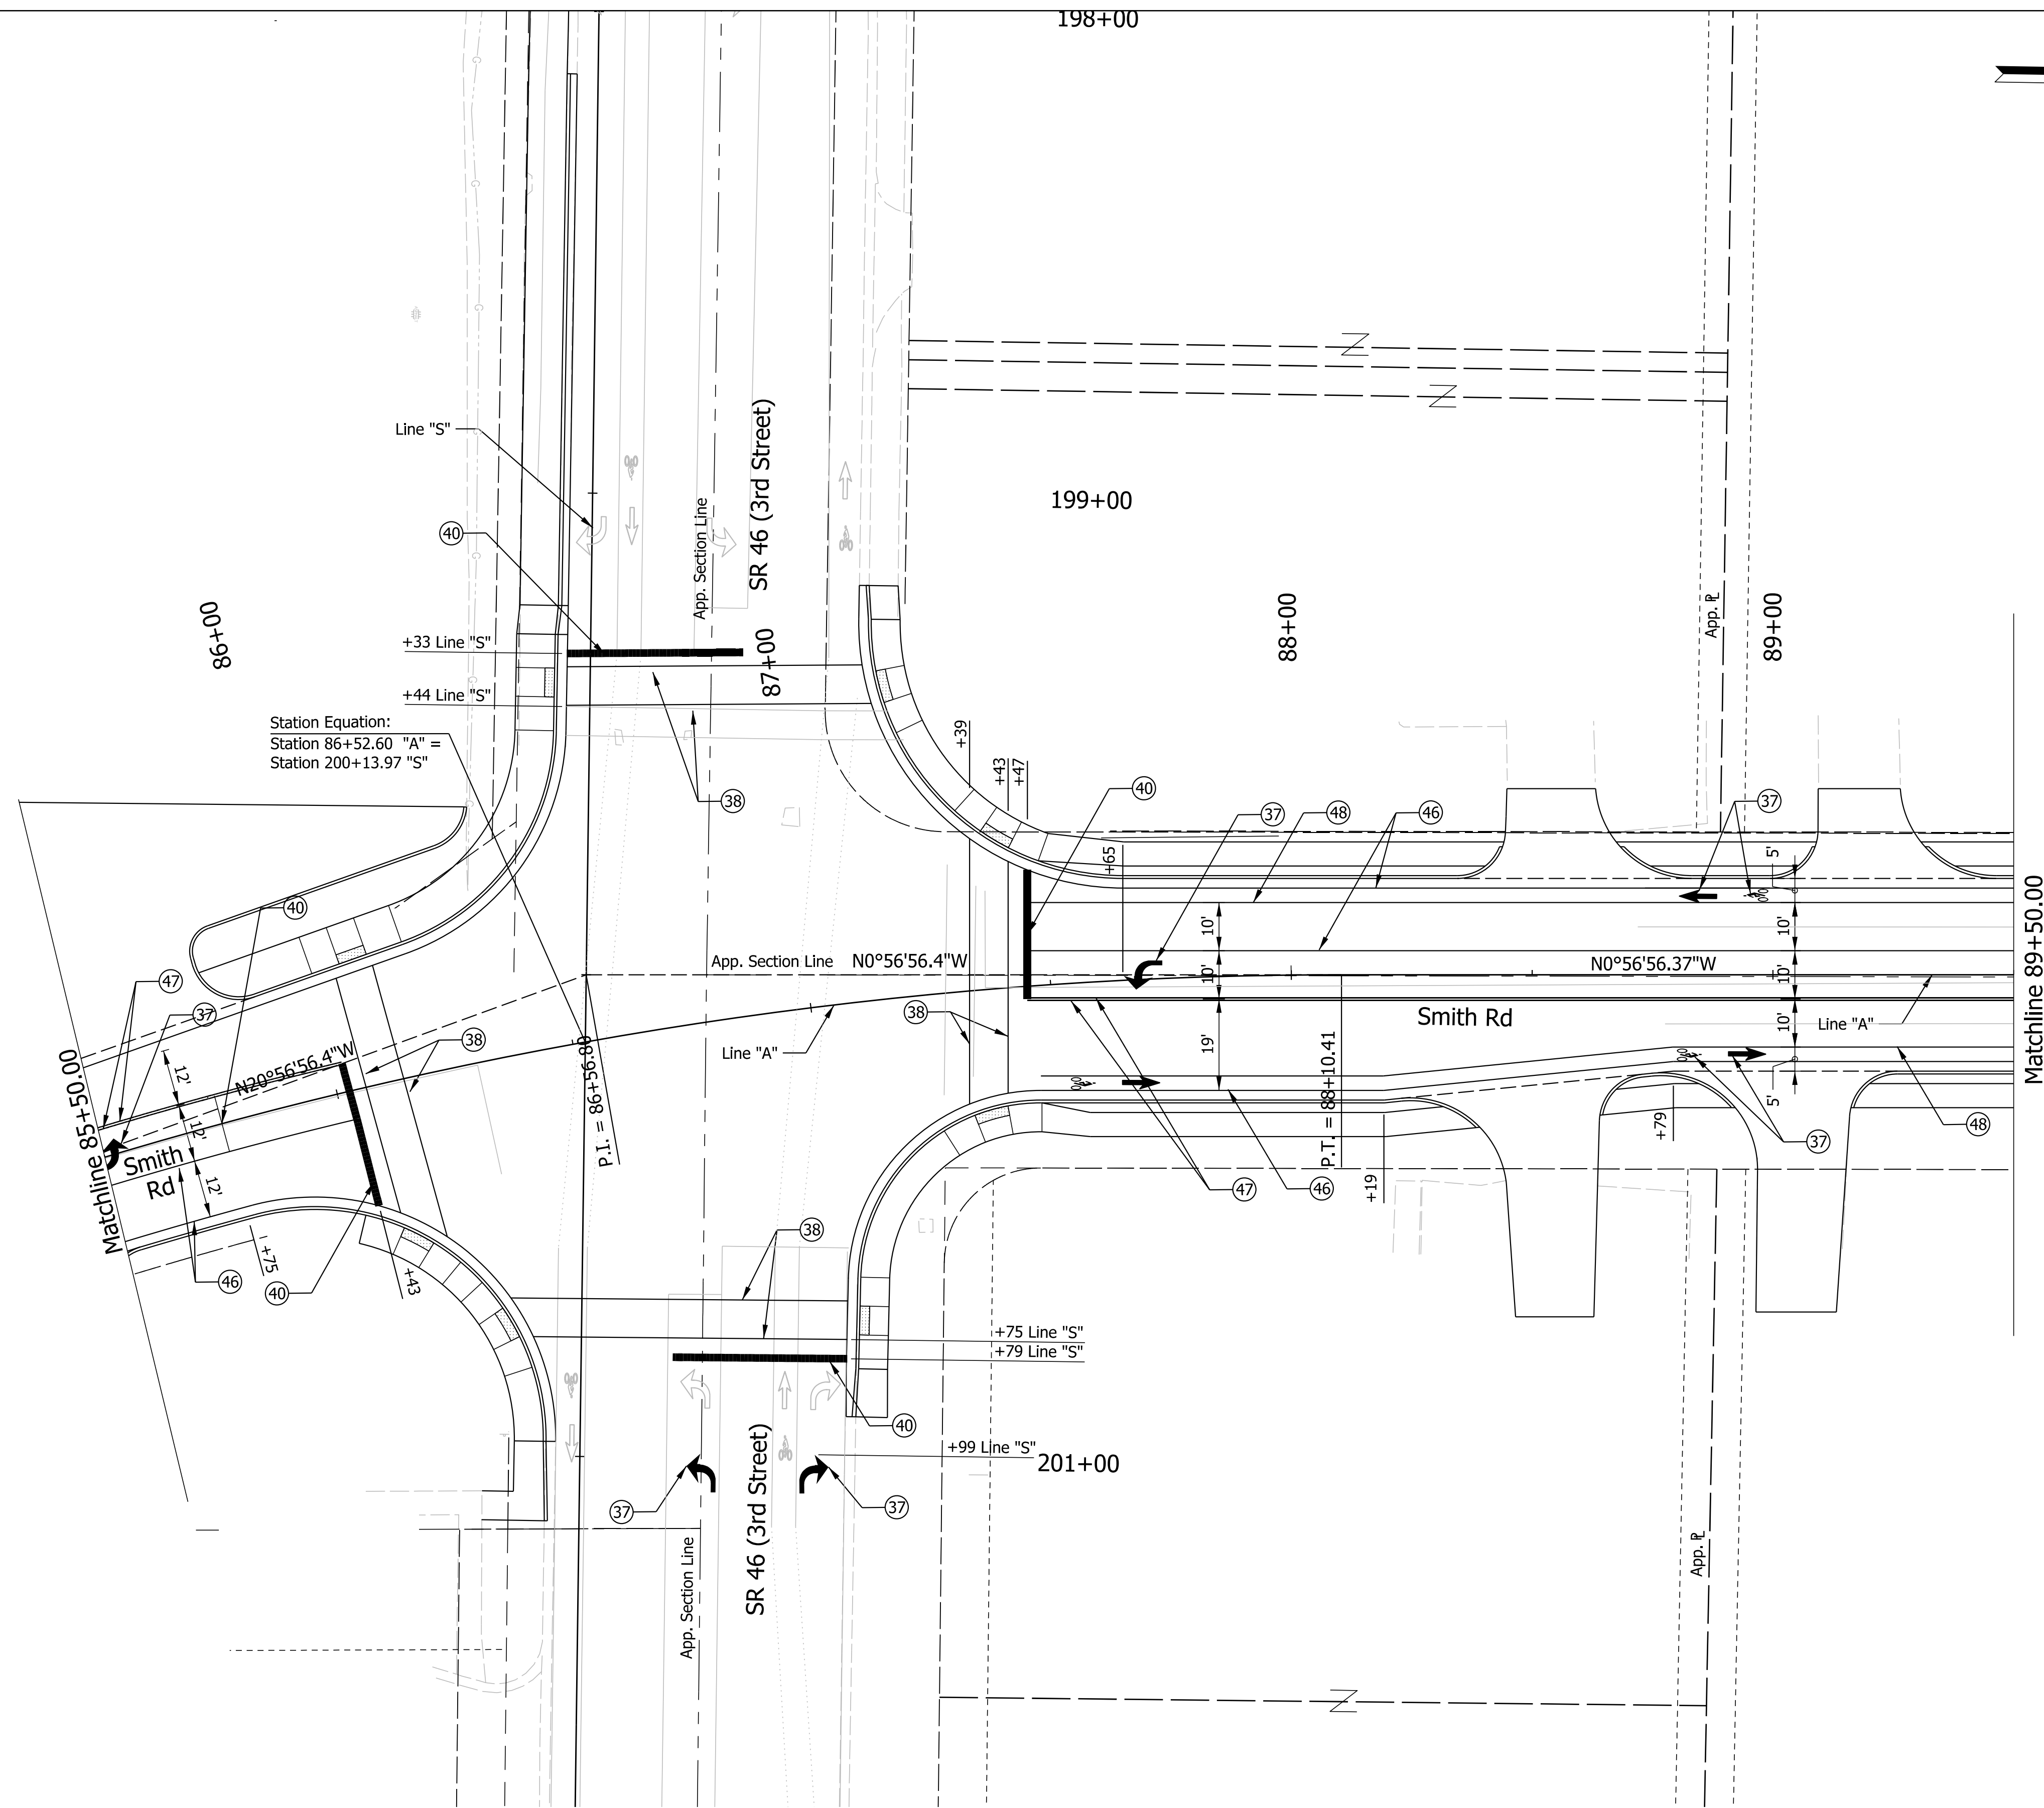 198+00
SR 46 (3rd Street)
Line "S"
App. Section Line
199+00
40
86+00
88+00
App. PL
89+00
+33 Line "S"
87+00
+44 Line "S"
Station Equation:
Station 86+52.60 "A" =
Station 200+13.97 "S"
+39
+43
+47
40
38
37
48
46
37
+65
5'
40
10'
10'
Matchline 89+50.00
App. Section Line
N0°56'56.4"W
N0°56'56.37"W
10'
10'
47
37
38
Smith Rd
Line "A"
10'
38
Line "A"
19'
N20°56'56.4"W
12'
12'
12'
P.I. = 86+56.80
P.T. = 88+10.41
5'
Matchline 85+50.00
Smith
Rd
+79
48
37
47
46
+19
38
+75
46
40
+43
+75 Line "S"
+79 Line "S"
40
+99 Line "S"
201+00
SR 46 (3rd Street)
37
37
App. Section Line
App. PL
G
G
G
G
G
G
G